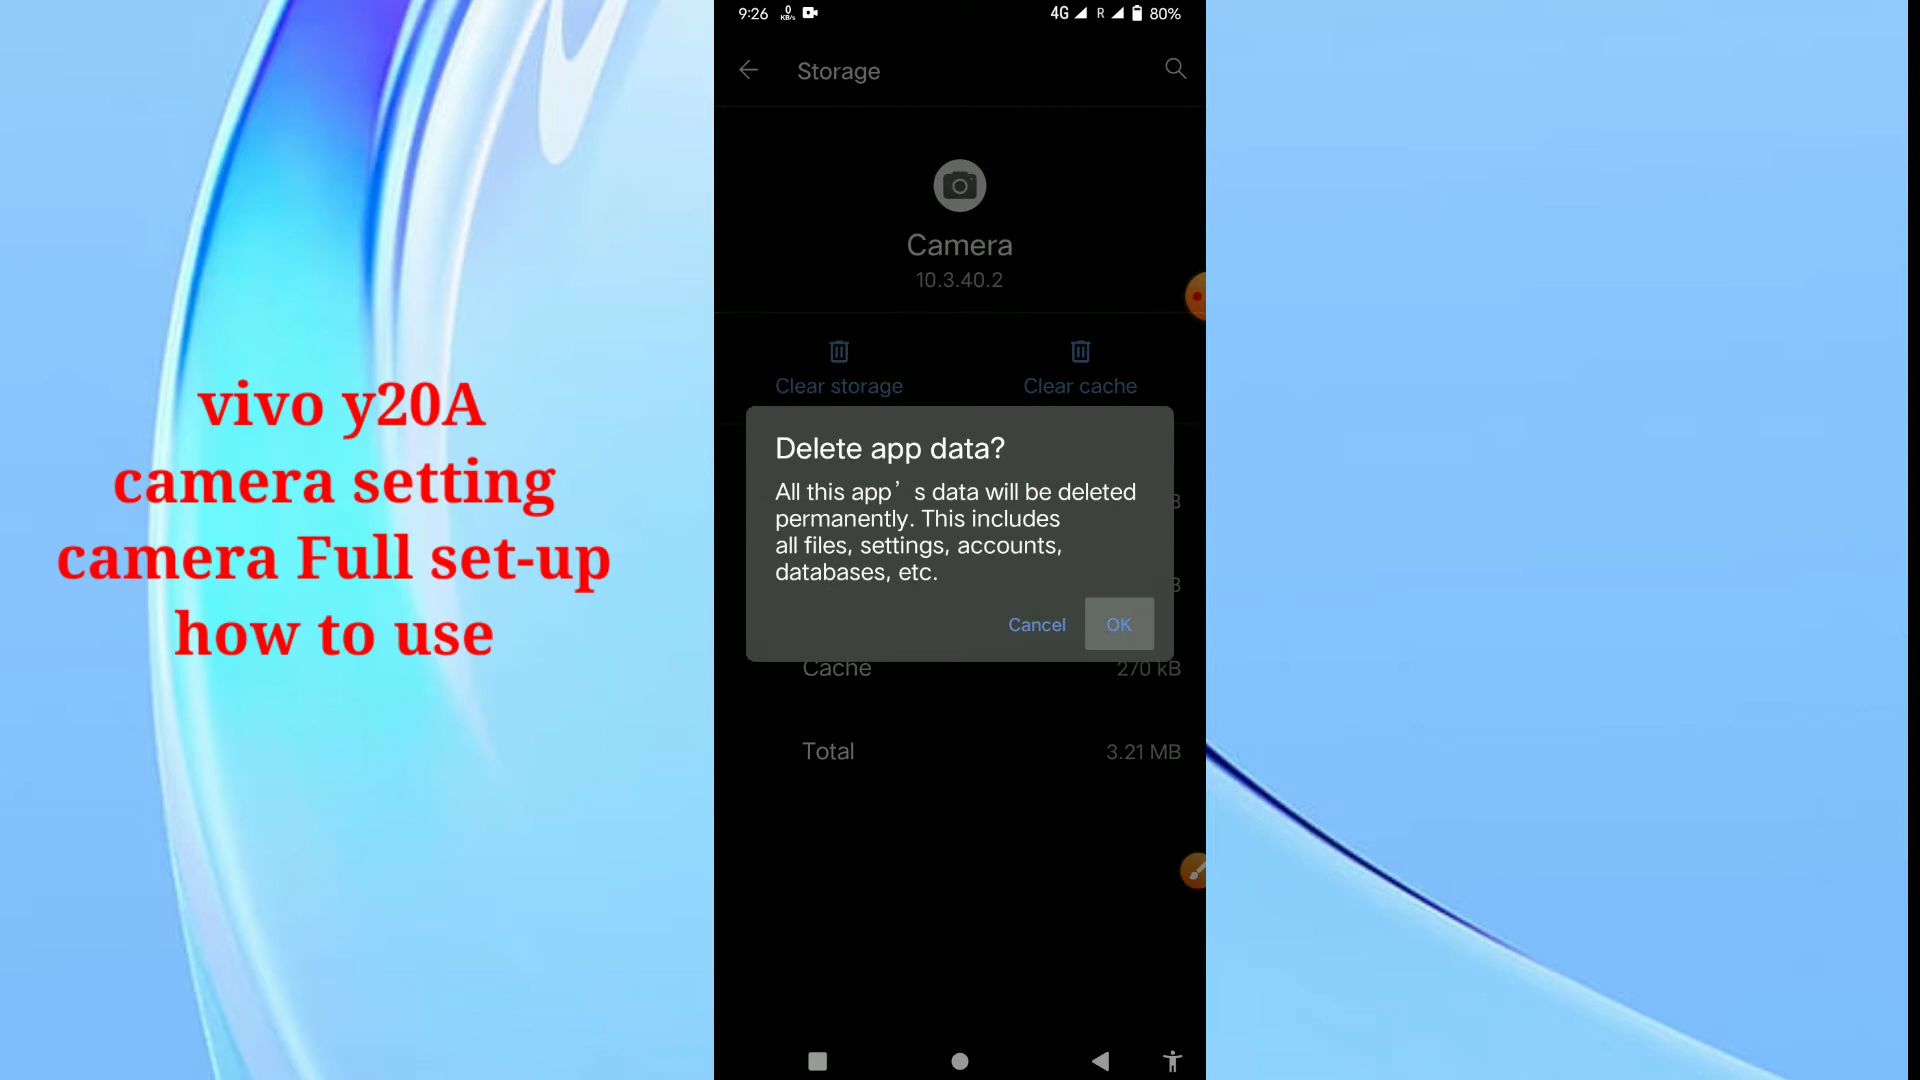 9:26 0 KB/s 4G R 80%
Storage
Camera
10.3.40.2
Clear storage Clear cache
vivo y20A
camera setting
camera Full set-up
how to use
Delete app data?
All this app’s data will be deleted
permanently. This includes
all files, settings, accounts,
databases, etc.
B
B
Cancel OK
Cache 270 kB
Total 3.21 MB